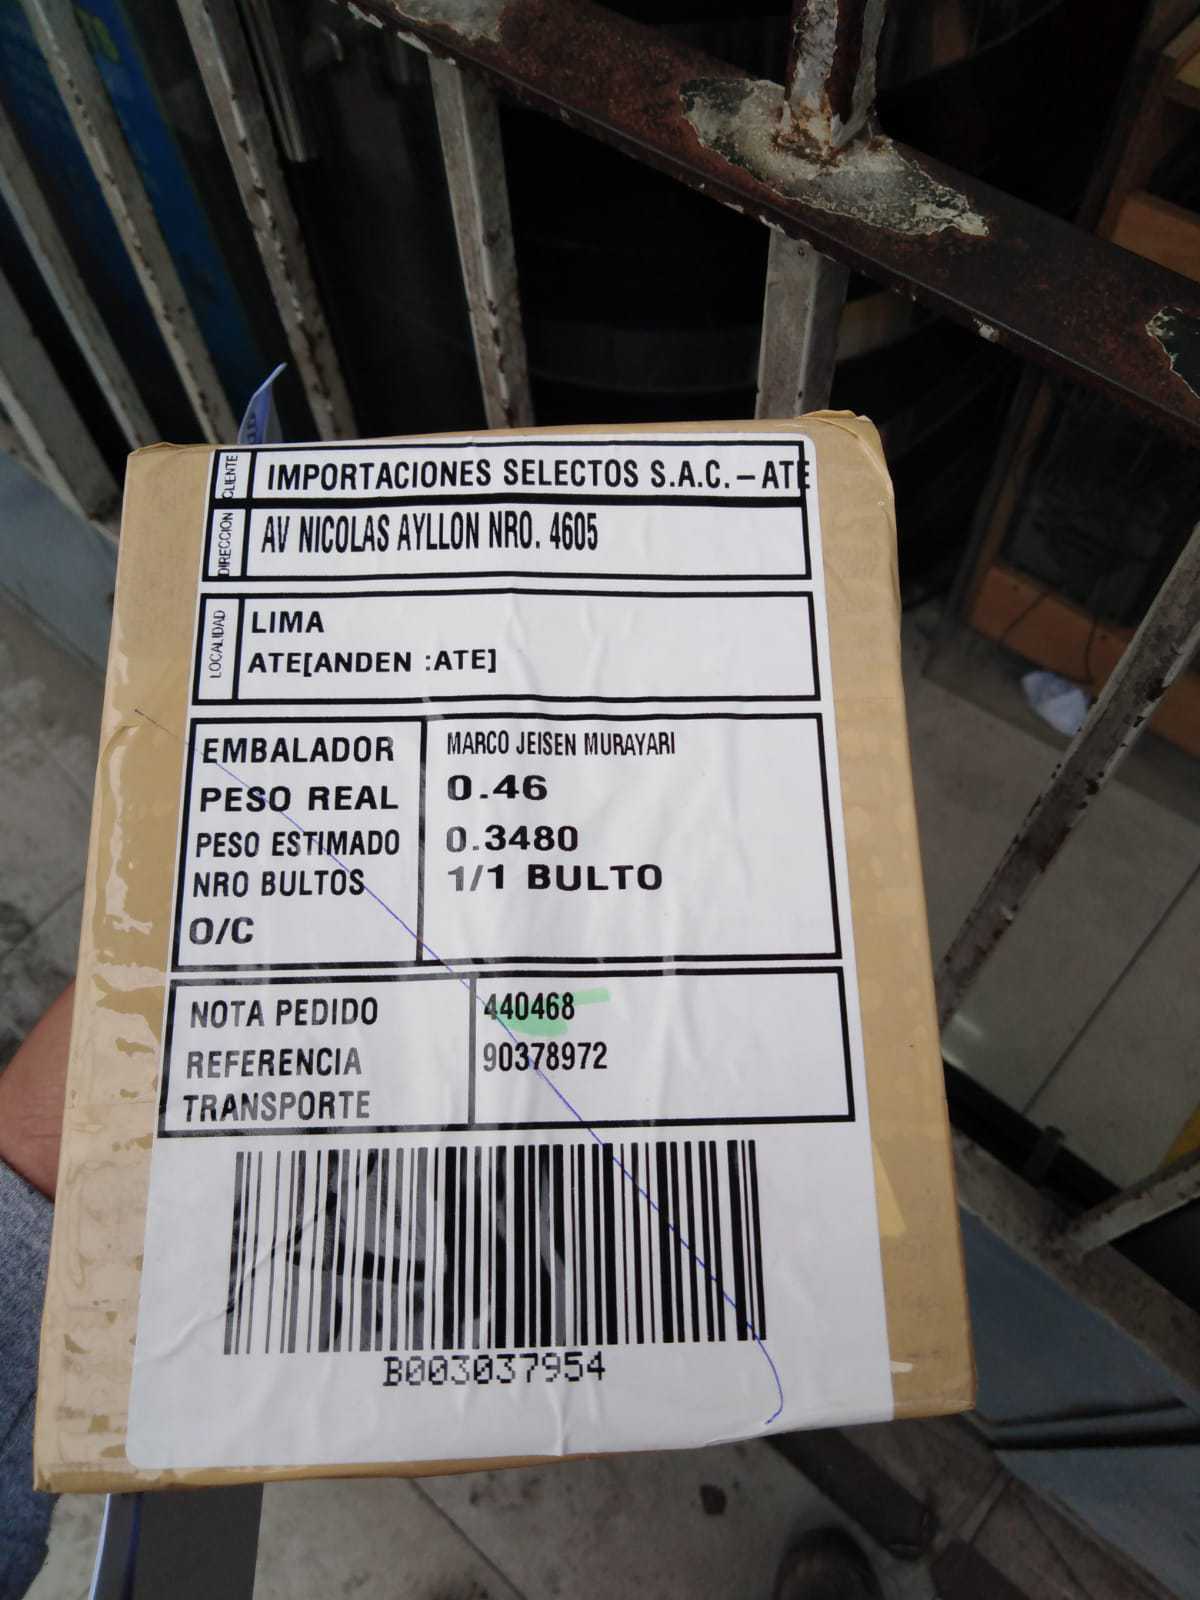 CLIENTE IMPORTACIONES SELECTOS S.A.C. – ATE
DIRECCION AV NICOLAS AYLLON NRO. 4605
LOCALIDAD LIMA
ATE[ANDEN :ATE]
EMBALADOR MARCO JEISEN MURAYARI
PESO REAL 0.46
PESO ESTIMADO 0.3480
NRO BULTOS 1/1 BULTO
O/C
NOTA PEDIDO 440468
REFERENCIA 90378972
TRANSPORTE
B003037954